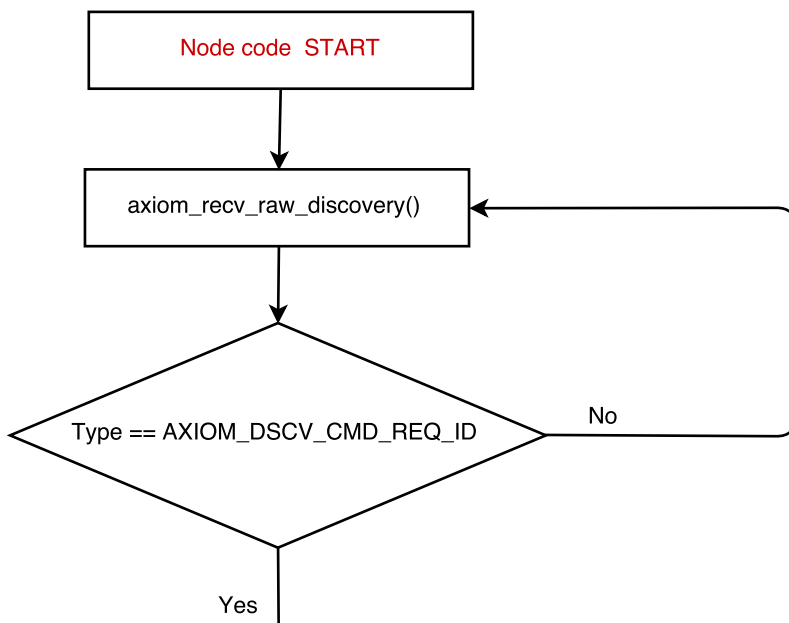 Node code  START
axiom_recv_raw_discovery()
Type == AXIOM_DSCV_CMD_REQ_ID
No
Yes